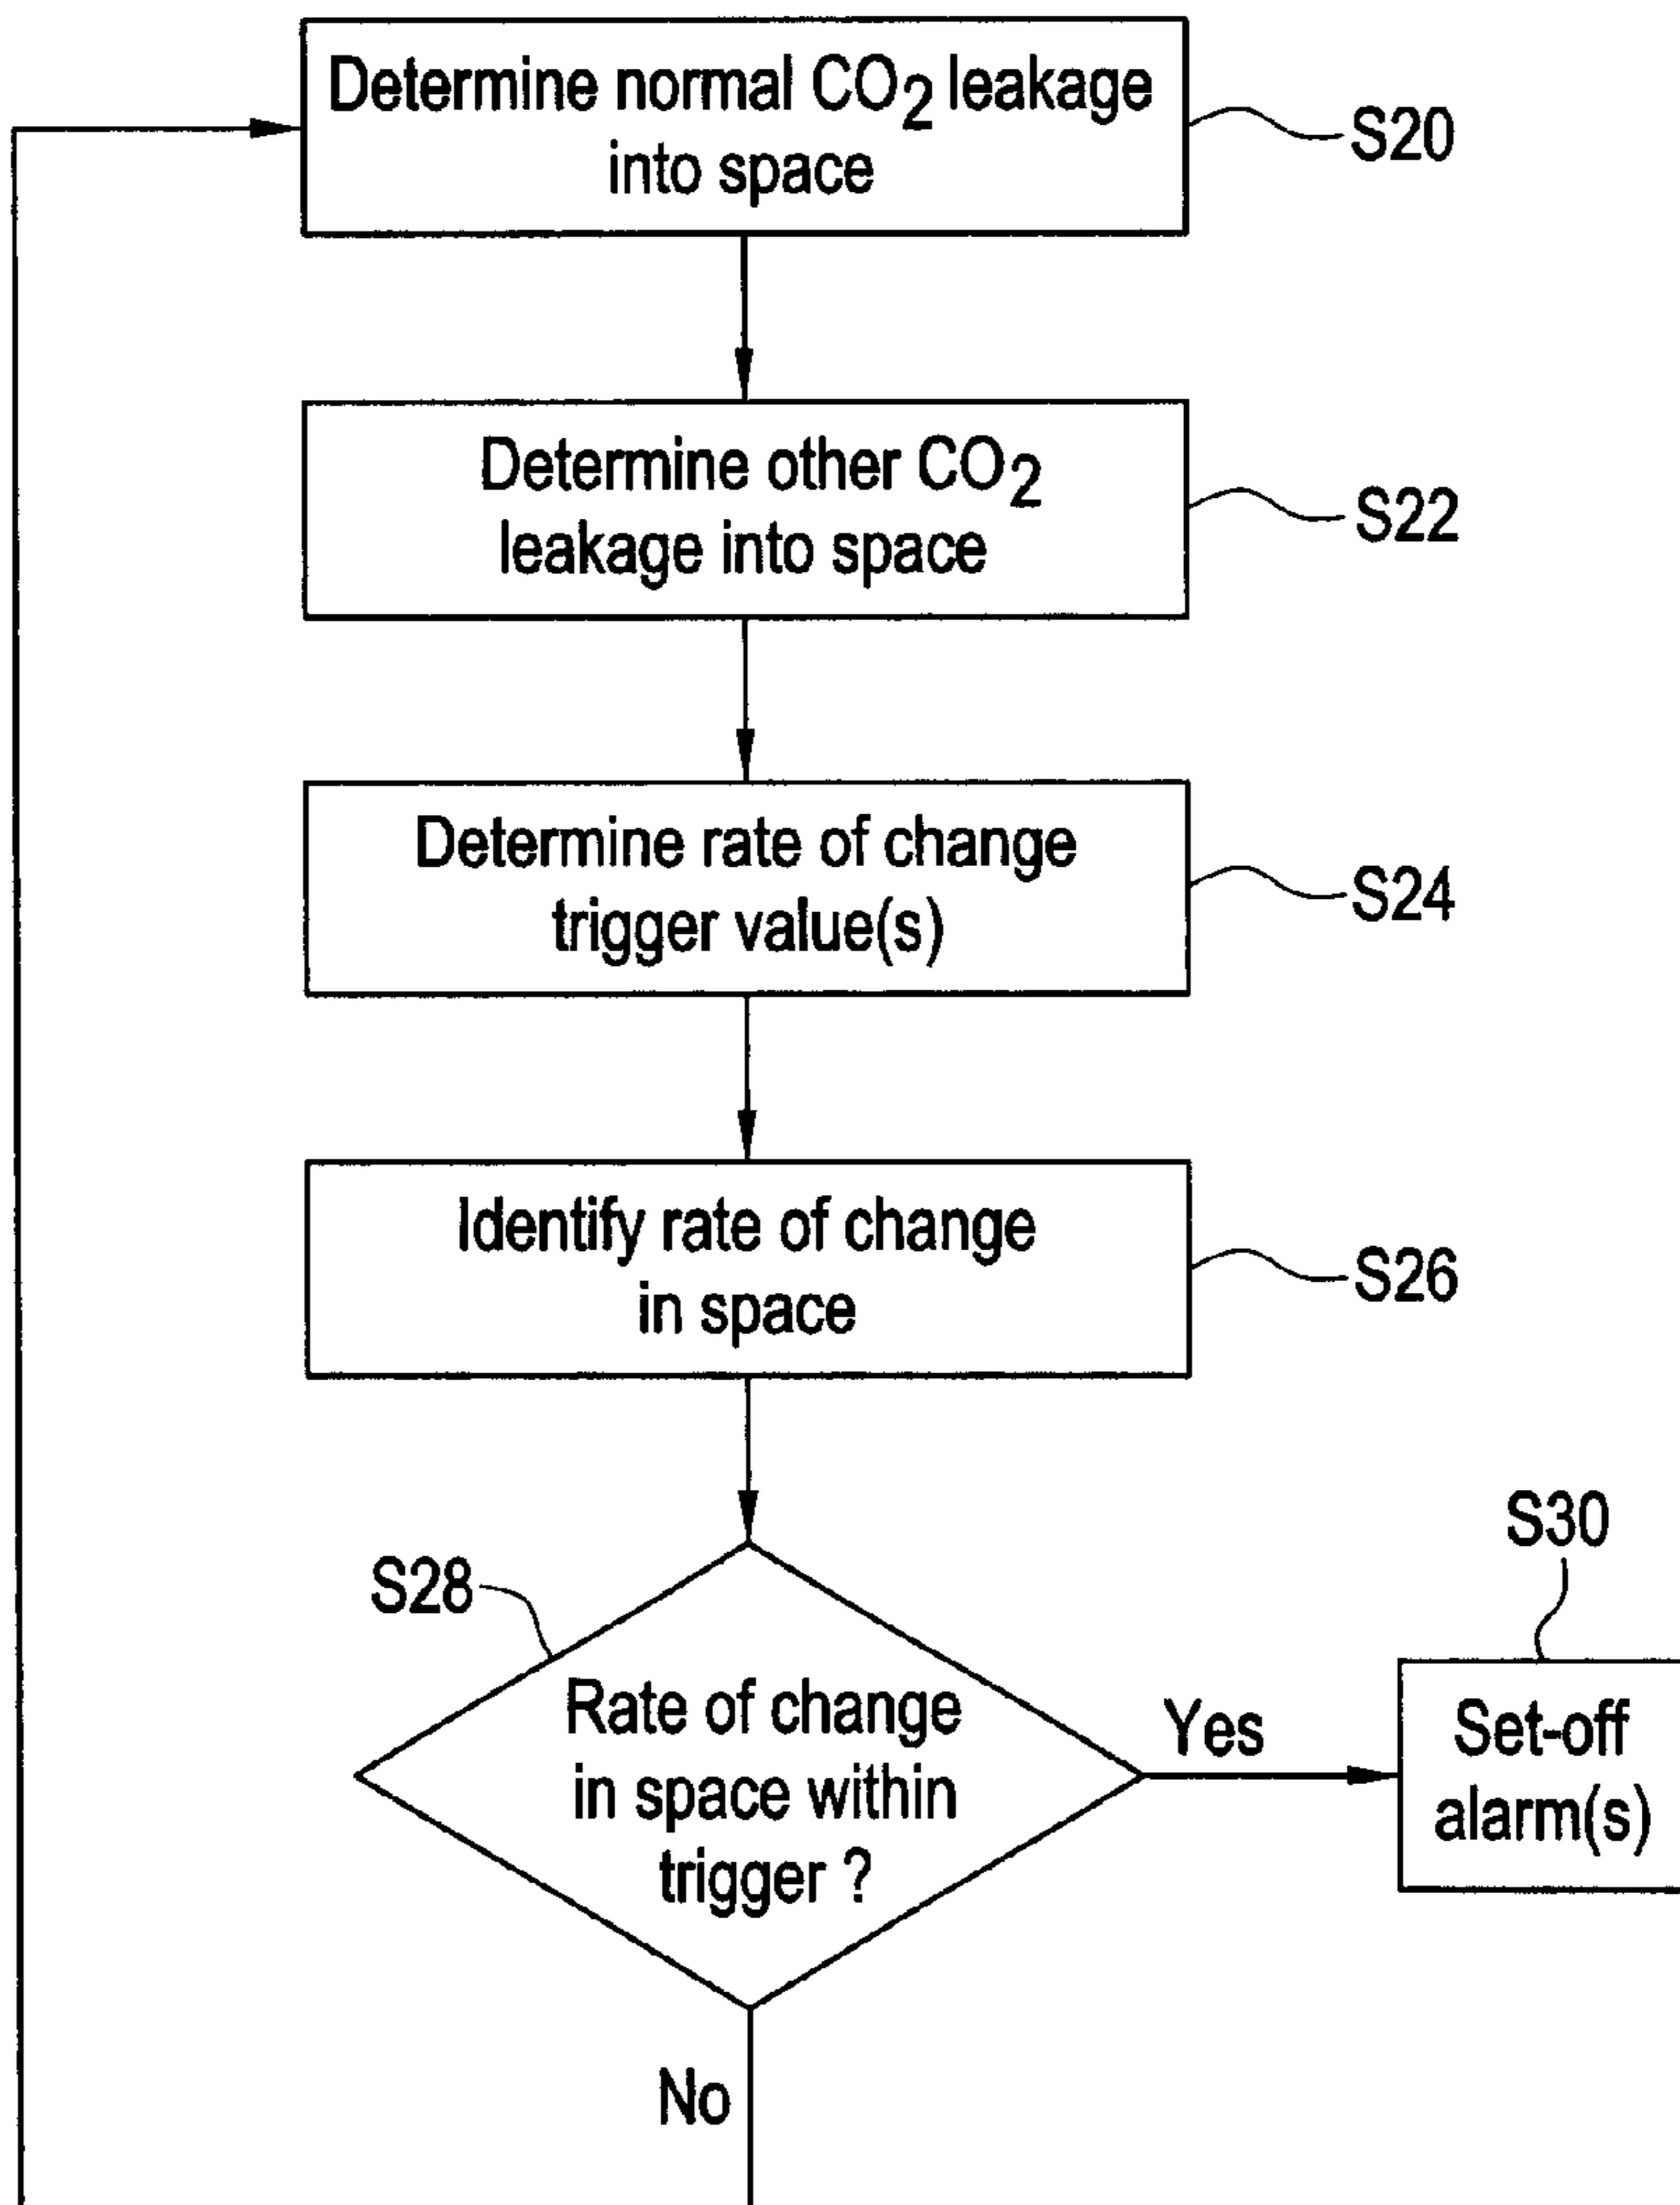 Determine normal CO2 leakage
into space
S20
Determine other CO2
leakage into space
S22
Determine rate of change
trigger value(s)
S24
Identify rate of change
in space
S26
S28
Rate of change
in space within
trigger ?
Yes
S30
Set-off
alarm(s)
No